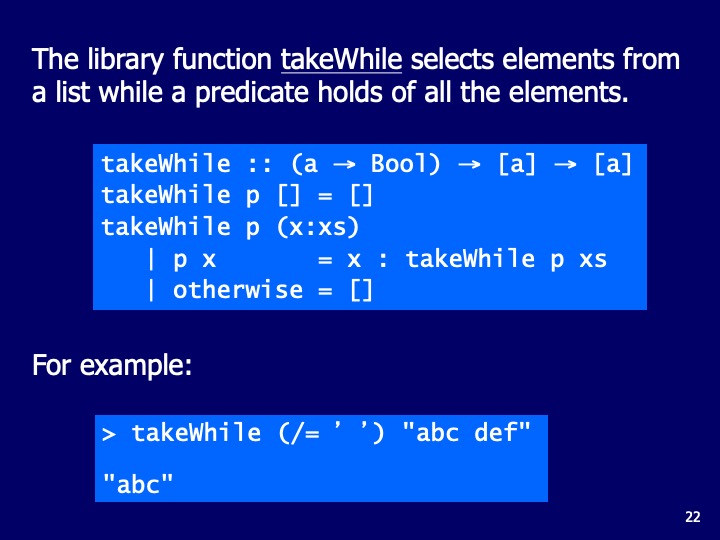 The library function takeWhile selects elements from
a list while a predicate holds of all the elements.
takeWhile :: (a → Bool) → [a] → [a]
takeWhile p [] = []
takeWhile p (x:xs)
   | p x       = x : takeWhile p xs
   | otherwise = []
For example:
> takeWhile (/= ’ ’) "abc def"
"abc"
22